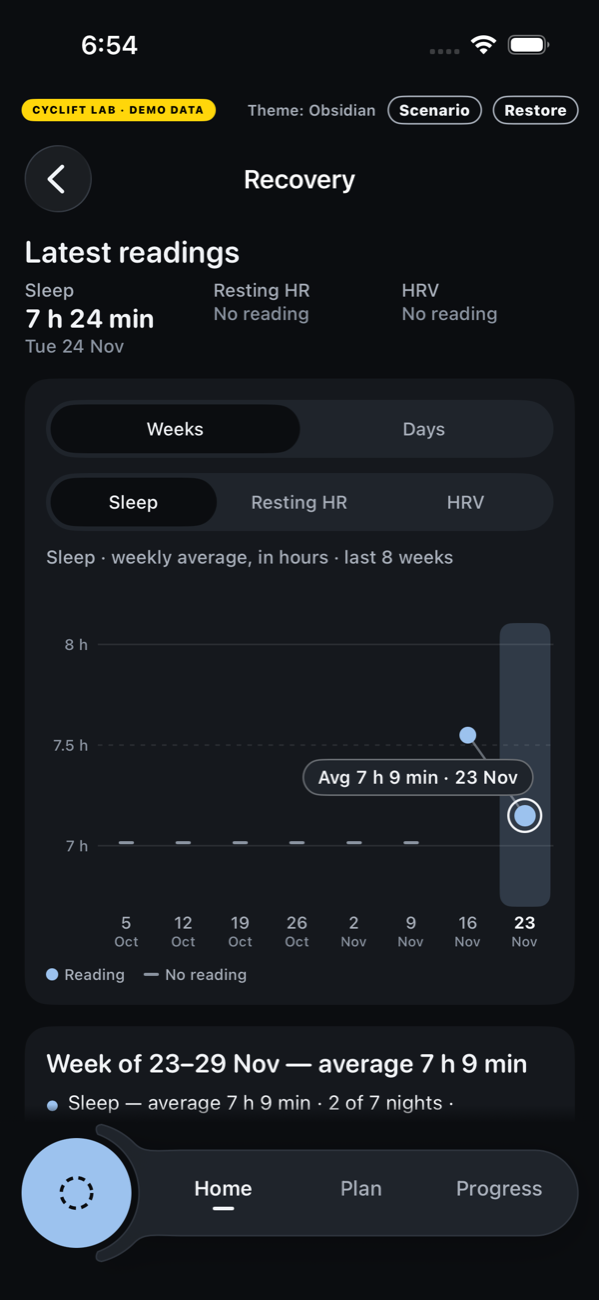 6:54
CYCLIFT LAB · DEMO DATA
Theme: Obsidian
Scenario
Restore
Recovery
Latest readings
Sleep
7 h 24 min
Tue 24 Nov
Resting HR
No reading
HRV
No reading
Weeks
Days
Sleep
Resting HR
HRV
Sleep · weekly average, in hours · last 8 weeks
8 h
7.5 h
Avg 7 h 9 min · 23 Nov
7 h
5 Oct
12 Oct
19 Oct
26 Oct
2 Nov
9 Nov
16 Nov
23 Nov
Reading
No reading
Week of 23–29 Nov — average 7 h 9 min
Sleep — average 7 h 9 min · 2 of 7 nights ·
Home
Plan
Progress